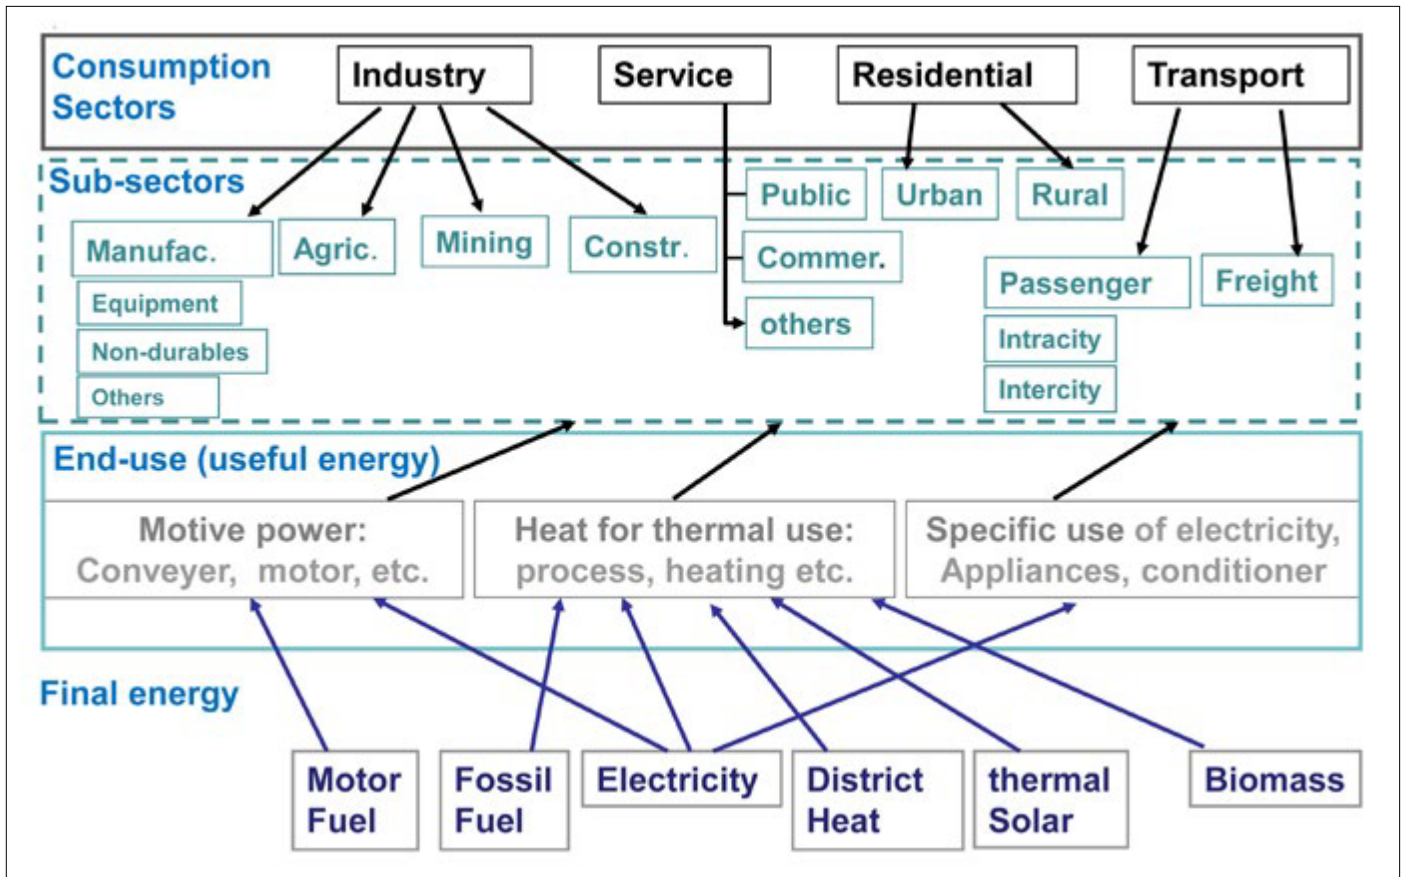 Consumption
Sectors
Industry
Service
Residential
Transport
Sub-sectors
Public
Urban
Rural
Manufac.
Agric.
Mining
Constr.
Commer.
Passenger
Freight
Equipment
others
Intracity
Non-durables
Intercity
Others
End-use (useful energy)
Motive power:
Conveyer, motor, etc.
Heat for thermal use:
process, heating etc.
Specific use of electricity,
Appliances, conditioner
Final energy
Motor
Fuel
Fossil
Fuel
Electricity
District
Heat
thermal
Solar
Biomass